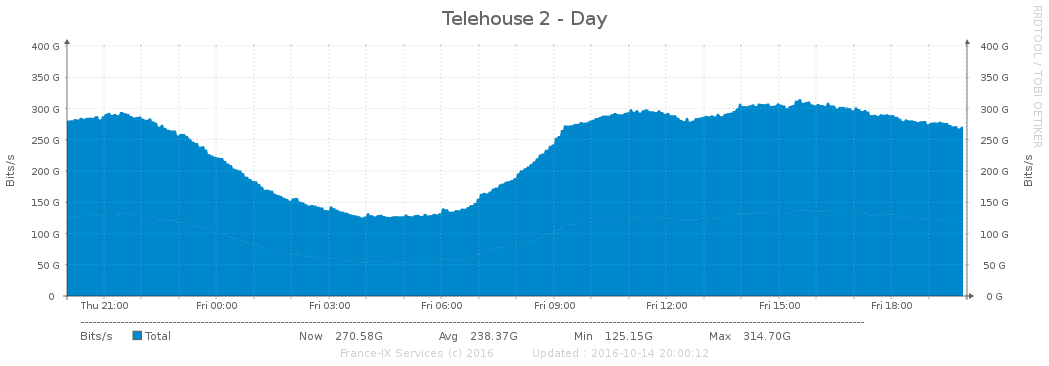 Telehouse 2 - Day
RRDTOOL / TOBI OETIKER
Bits/s
400 G
350 G
300 G
250 G
200 G
150 G
100 G
50 G
0
400 G
350 G
300 G
250 G
200 G
150 G
100 G
50 G
0 G
Bits/s
Thu 21:00 Fri 00:00 Fri 03:00 Fri 06:00 Fri 09:00 Fri 12:00 Fri 15:00 Fri 18:00
Bits/s Total Now 270.58G Avg 238.37G Min 125.15G Max 314.70G
France-IX Services (c) 2016 Updated : 2016-10-14 20:00:12